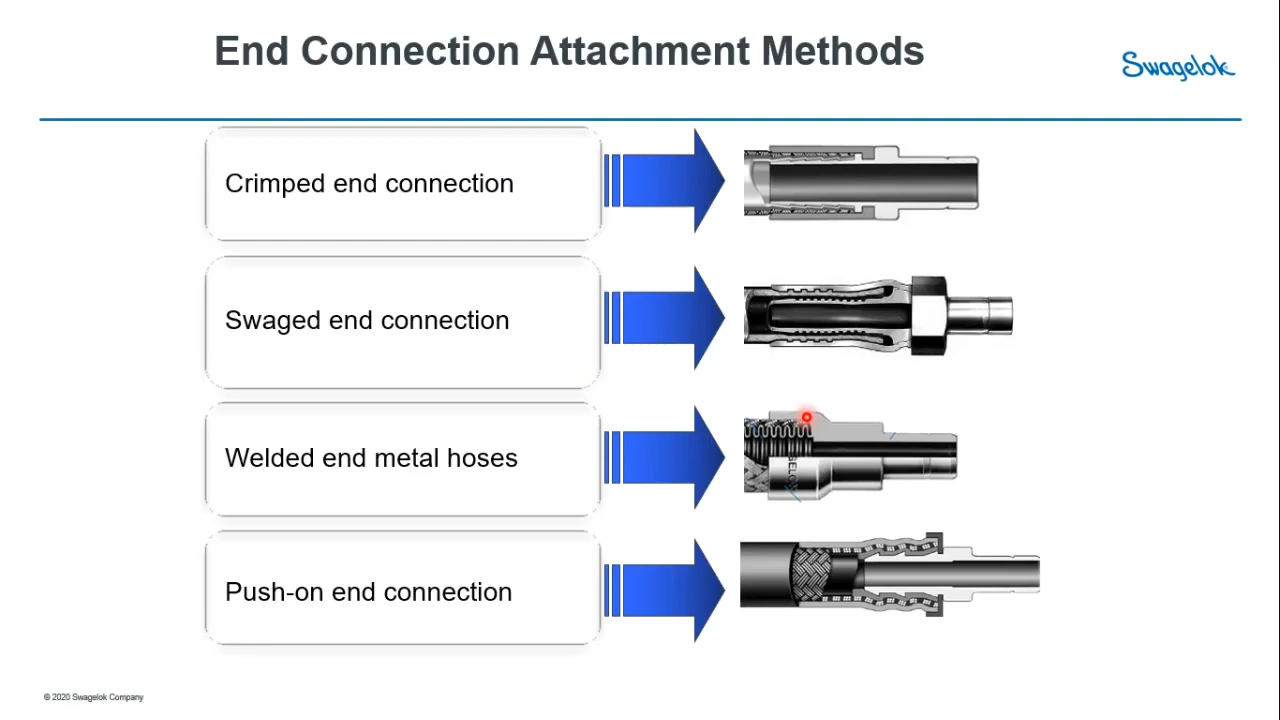 End Connection Attachment Methods
Swagelok
Crimped end connection
Swaged end connection
Welded end metal hoses
Push-on end connection
© 2020 Swagelok Company